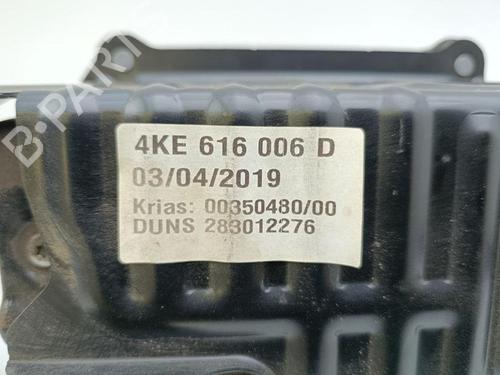 B-PARTS
4KE 616 006 D
03/04/2019
Krias: 00350480/00
DUNS 283012276